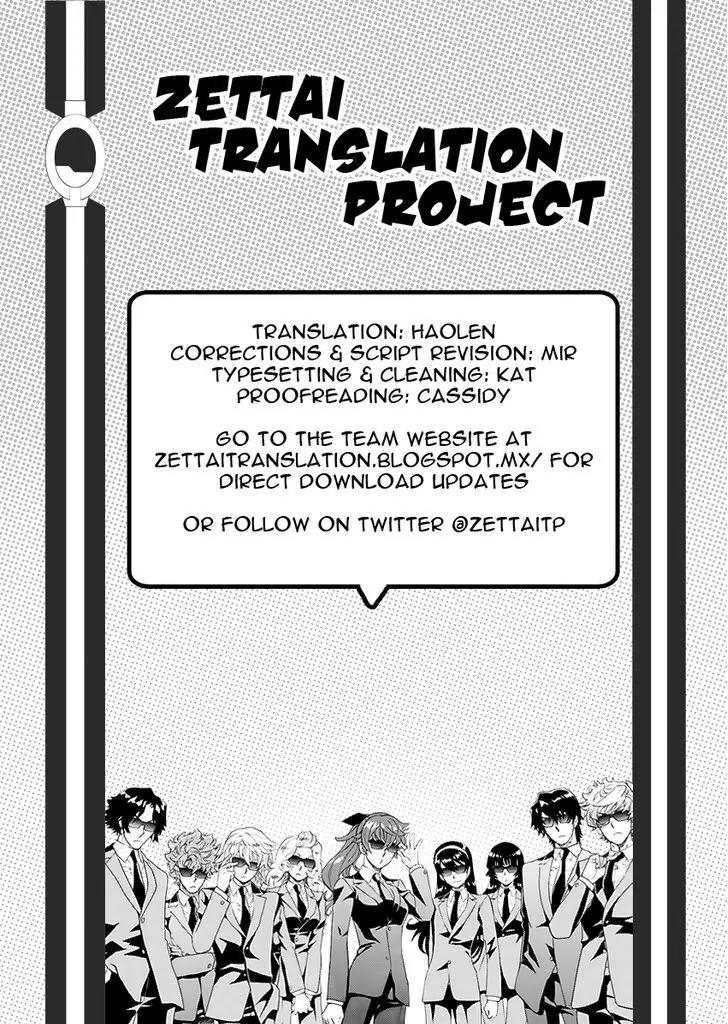 ZETTAI
TRANSLATION
PROJECT
TRANSLATION: HAOLEN
CORRECTIONS & SCRIPT REVISION: MIR
TYPESETTING & CLEANING: KAT
PROOFREADING: CASSIDY
GO TO THE TEAM WEBSITE AT
ZETTAITRANSLATION.BLOGSPOT.MX/ FOR
DIRECT DOWNLOAD UPDATES
OR FOLLOW ON TWITTER @ZETTAITP